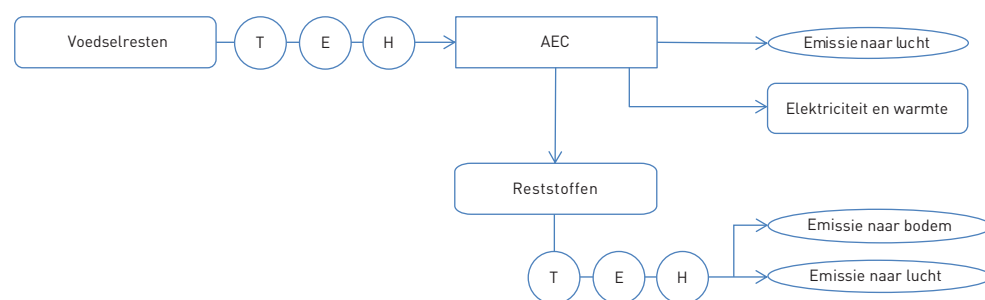 Voedselresten
T
E
H
AEC
Emissie naar lucht
Elektriciteit en warmte
Reststoffen
Emissie naar bodem
T
E
H
Emissie naar lucht